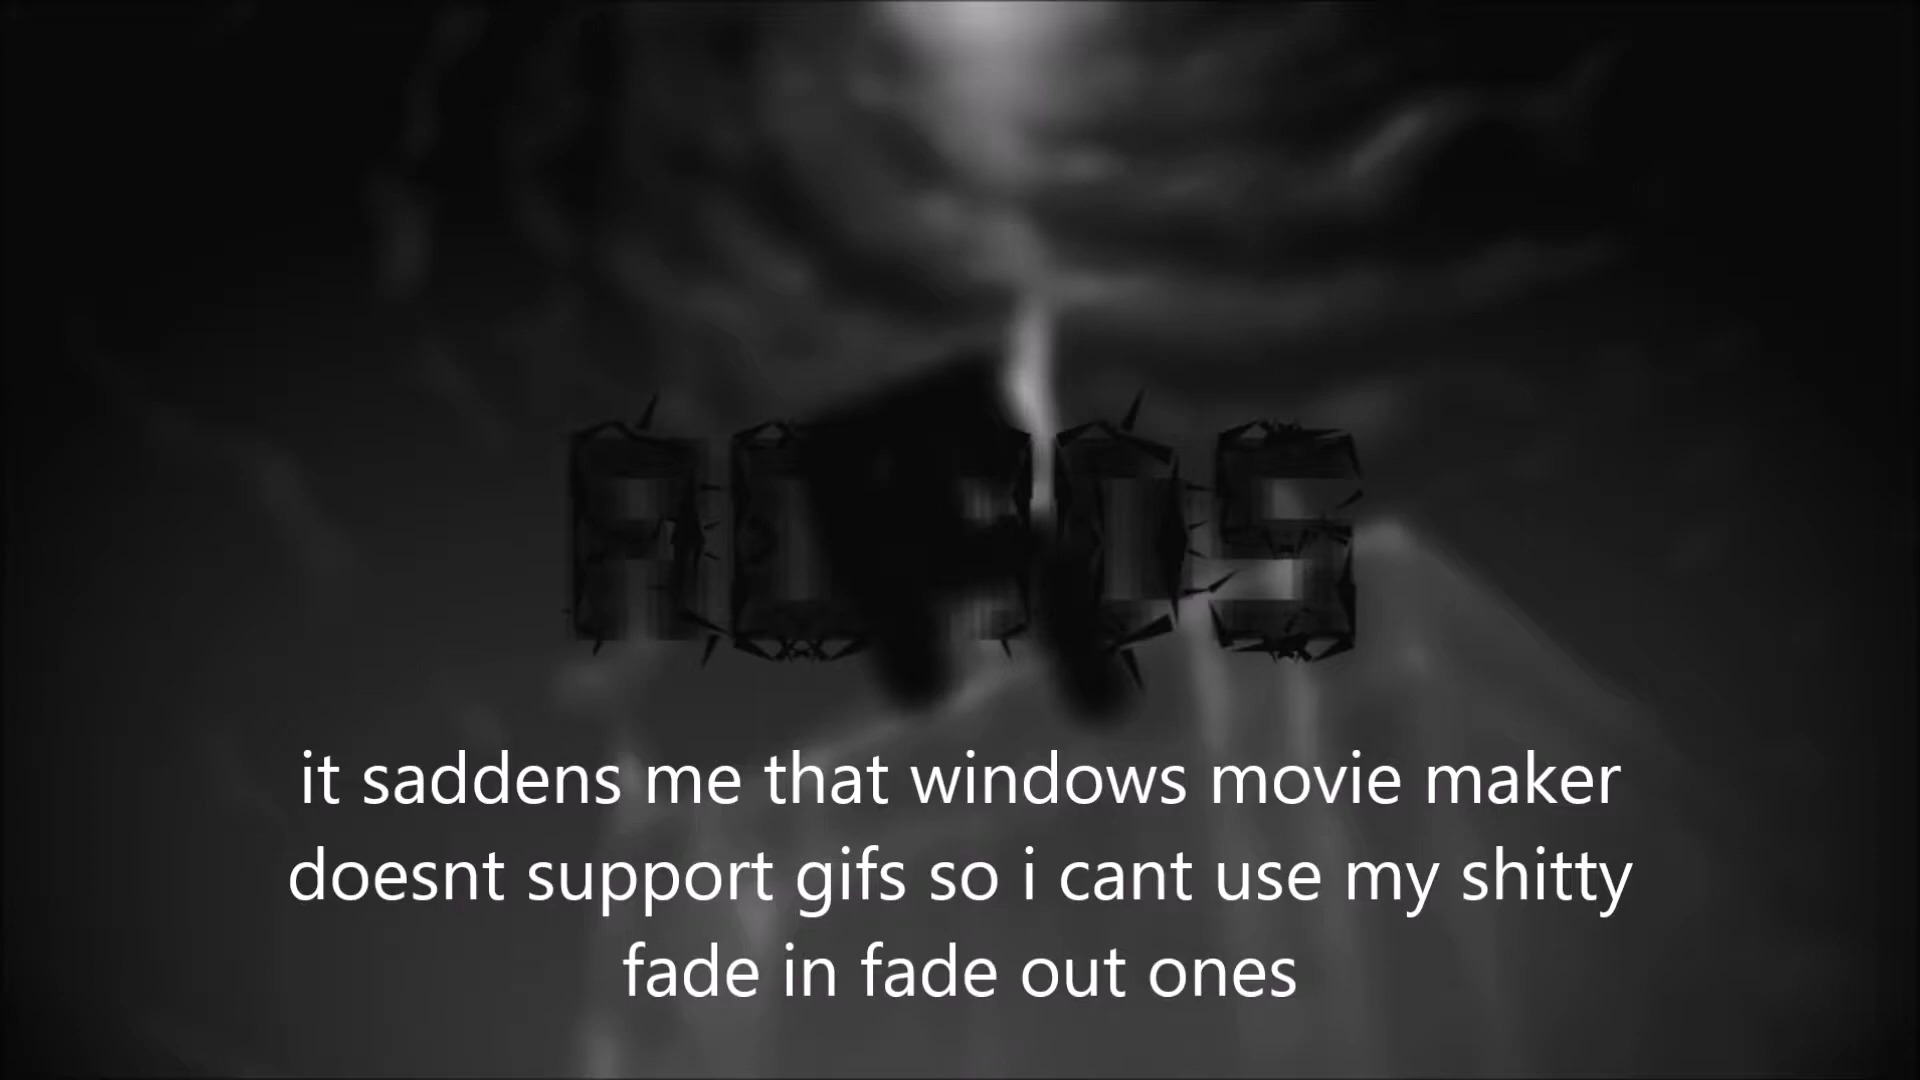 it saddens me that windows movie maker
doesnt support gifs so i cant use my shitty
fade in fade out ones